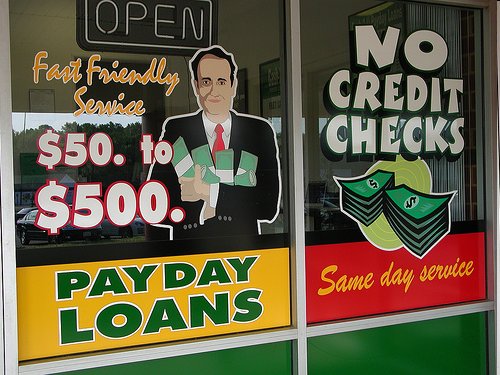 OPEN
Fast Friendly
Service
$50. to
$500.
PAYDAY
LOANS
NO
CREDIT
CHECKS
$ $
Same day service